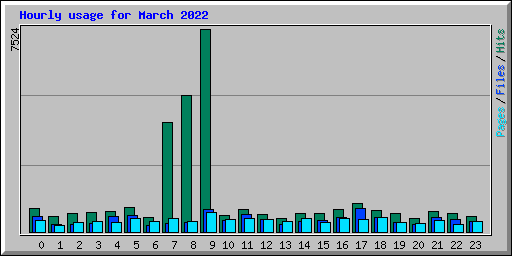 Hourly usage for March 2022
7524
Pages/Files/Hits
0 1 2 3 4 5 6 7 8 9 10 11 12 13 14 15 16 17 18 19 20 21 22 23